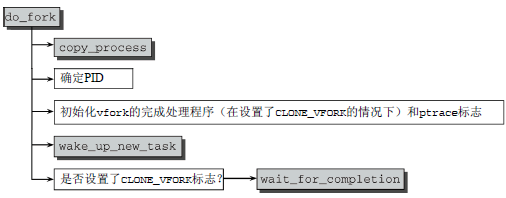 do_fork
copy_process
确定PID
初始化vfork的完成处理程序（在设置了CLONE_VFORK的情况下）和ptrace标志
wake_up_new_task
是否设置了CLONE_VFORK标志？
wait_for_completion